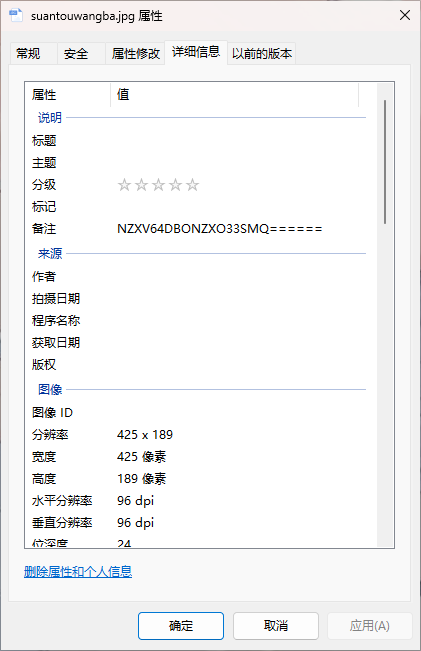 suantouwangba.jpg 属性
常规 安全 属性修改 详细信息 以前的版本
属性 值
说明
标题
主题
分级 ☆☆☆☆☆
标记
备注 NZXV64DBONZXO33SMQ======
来源
作者
拍摄日期
程序名称
获取日期
版权
图像
图像 ID
分辨率 425 x 189
宽度 425 像素
高度 189 像素
水平分辨率 96 dpi
垂直分辨率 96 dpi
位深度 24
删除属性和个人信息
确定 取消 应用(A)